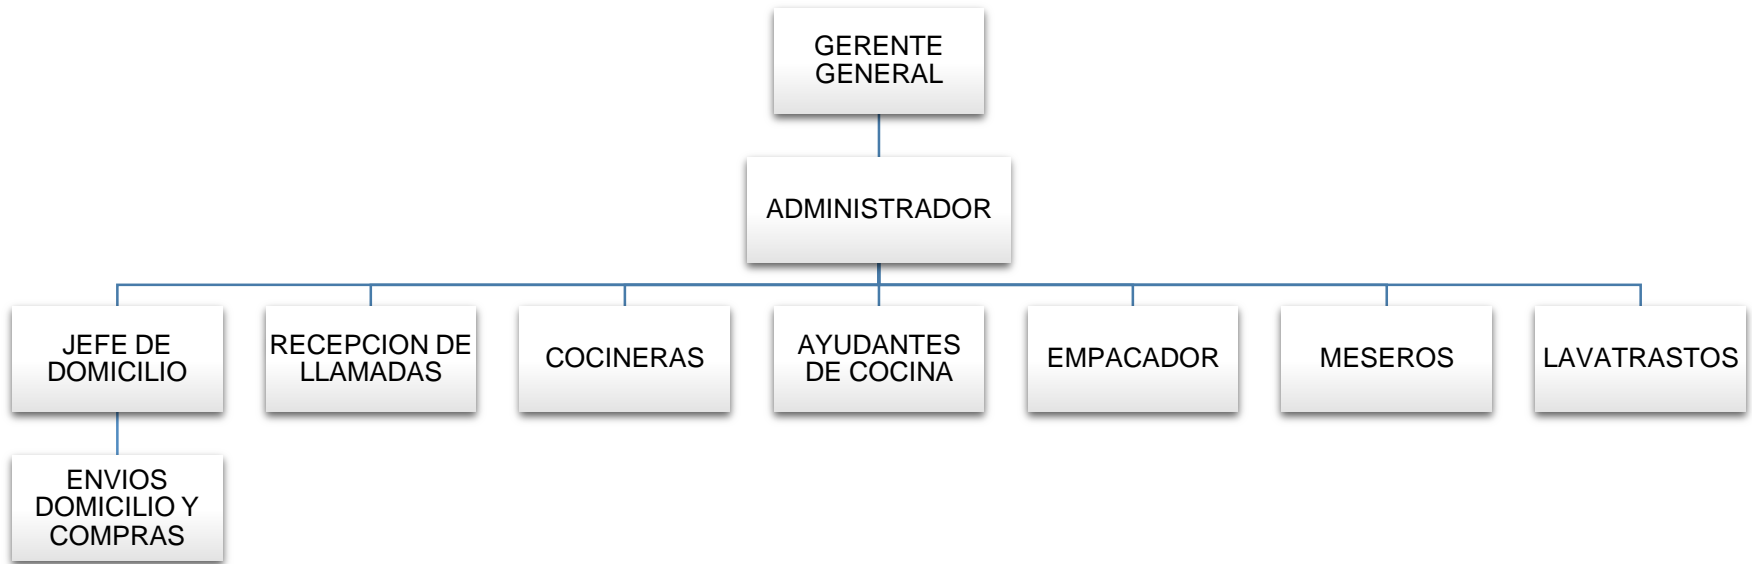 GERENTE
GENERAL
ADMINISTRADOR
JEFE DE
DOMICILIO
RECEPCION DE
LLAMADAS
COCINERAS
AYUDANTES
DE COCINA
EMPACADOR
MESEROS
LAVATRASTOS
ENVIOS
DOMICILIO Y
COMPRAS